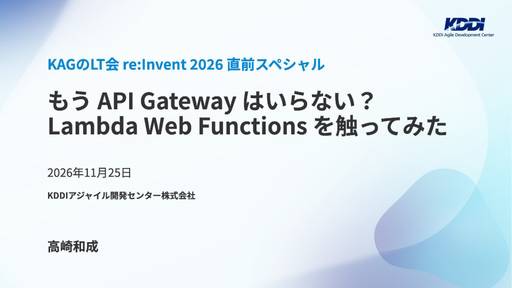 KDDI
KDDI Agile Development Center
KAGのLT会 re:Invent 2026 直前スペシャル
もう API Gateway はいらない？
Lambda Web Functions を触ってみた
2026年11月25日
KDDIアジャイル開発センター株式会社
高崎和成